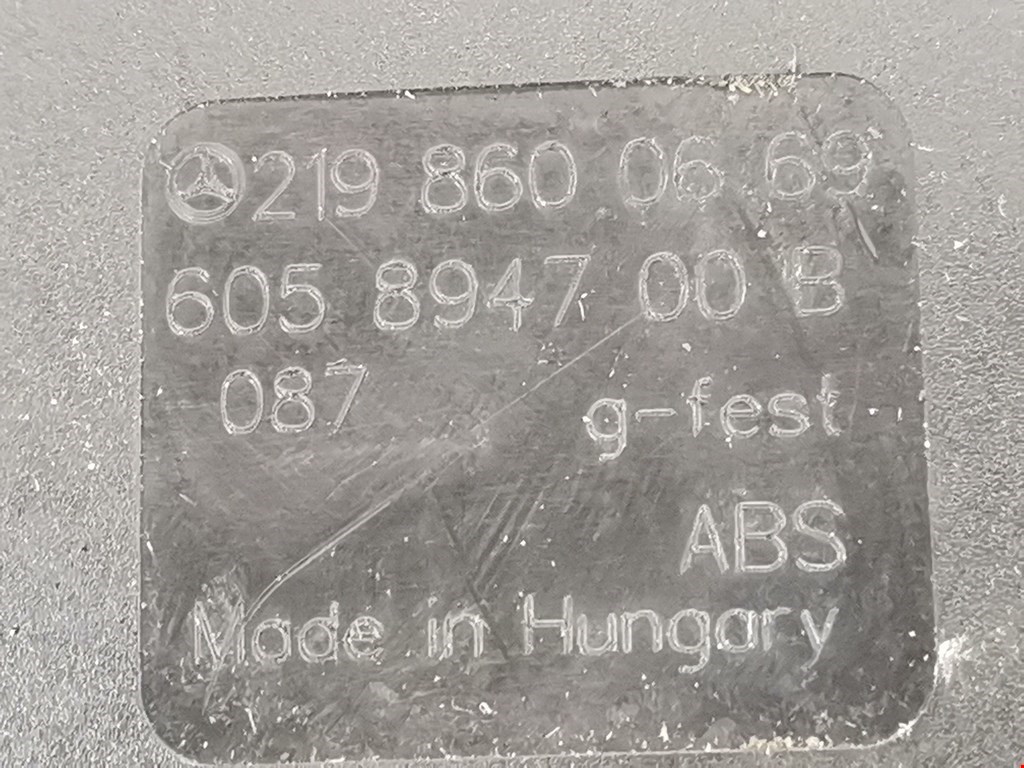 219 860 06 69
605 8947 00 B
087 g-fest
ABS
Made in Hungary